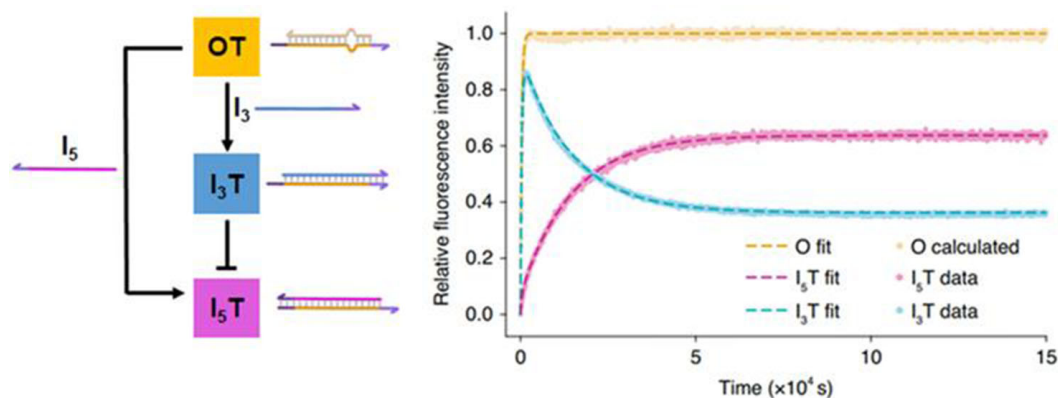 OT
I₃
I₅
I₃T
I₅T
Relative fluorescence intensity
1.0
0.8
0.6
0.4
0.2
0.0
O fit
O calculated
I₅T fit
I₅T data
I₃T fit
I₃T data
0
5
10
15
Time (×10⁴ s)